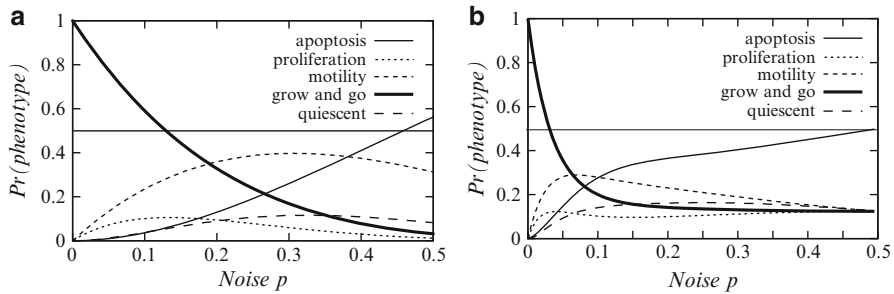 a
Pr(phenotype)
1
0.8
0.6
0.4
0.2
0
apoptosis
proliferation
motility
grow and go
quiescent
0 0.1 0.2 0.3 0.4 0.5
Noise p
b
Pr(phenotype)
1
0.8
0.6
0.4
0.2
0
apoptosis
proliferation
motility
grow and go
quiescent
0 0.1 0.2 0.3 0.4 0.5
Noise p